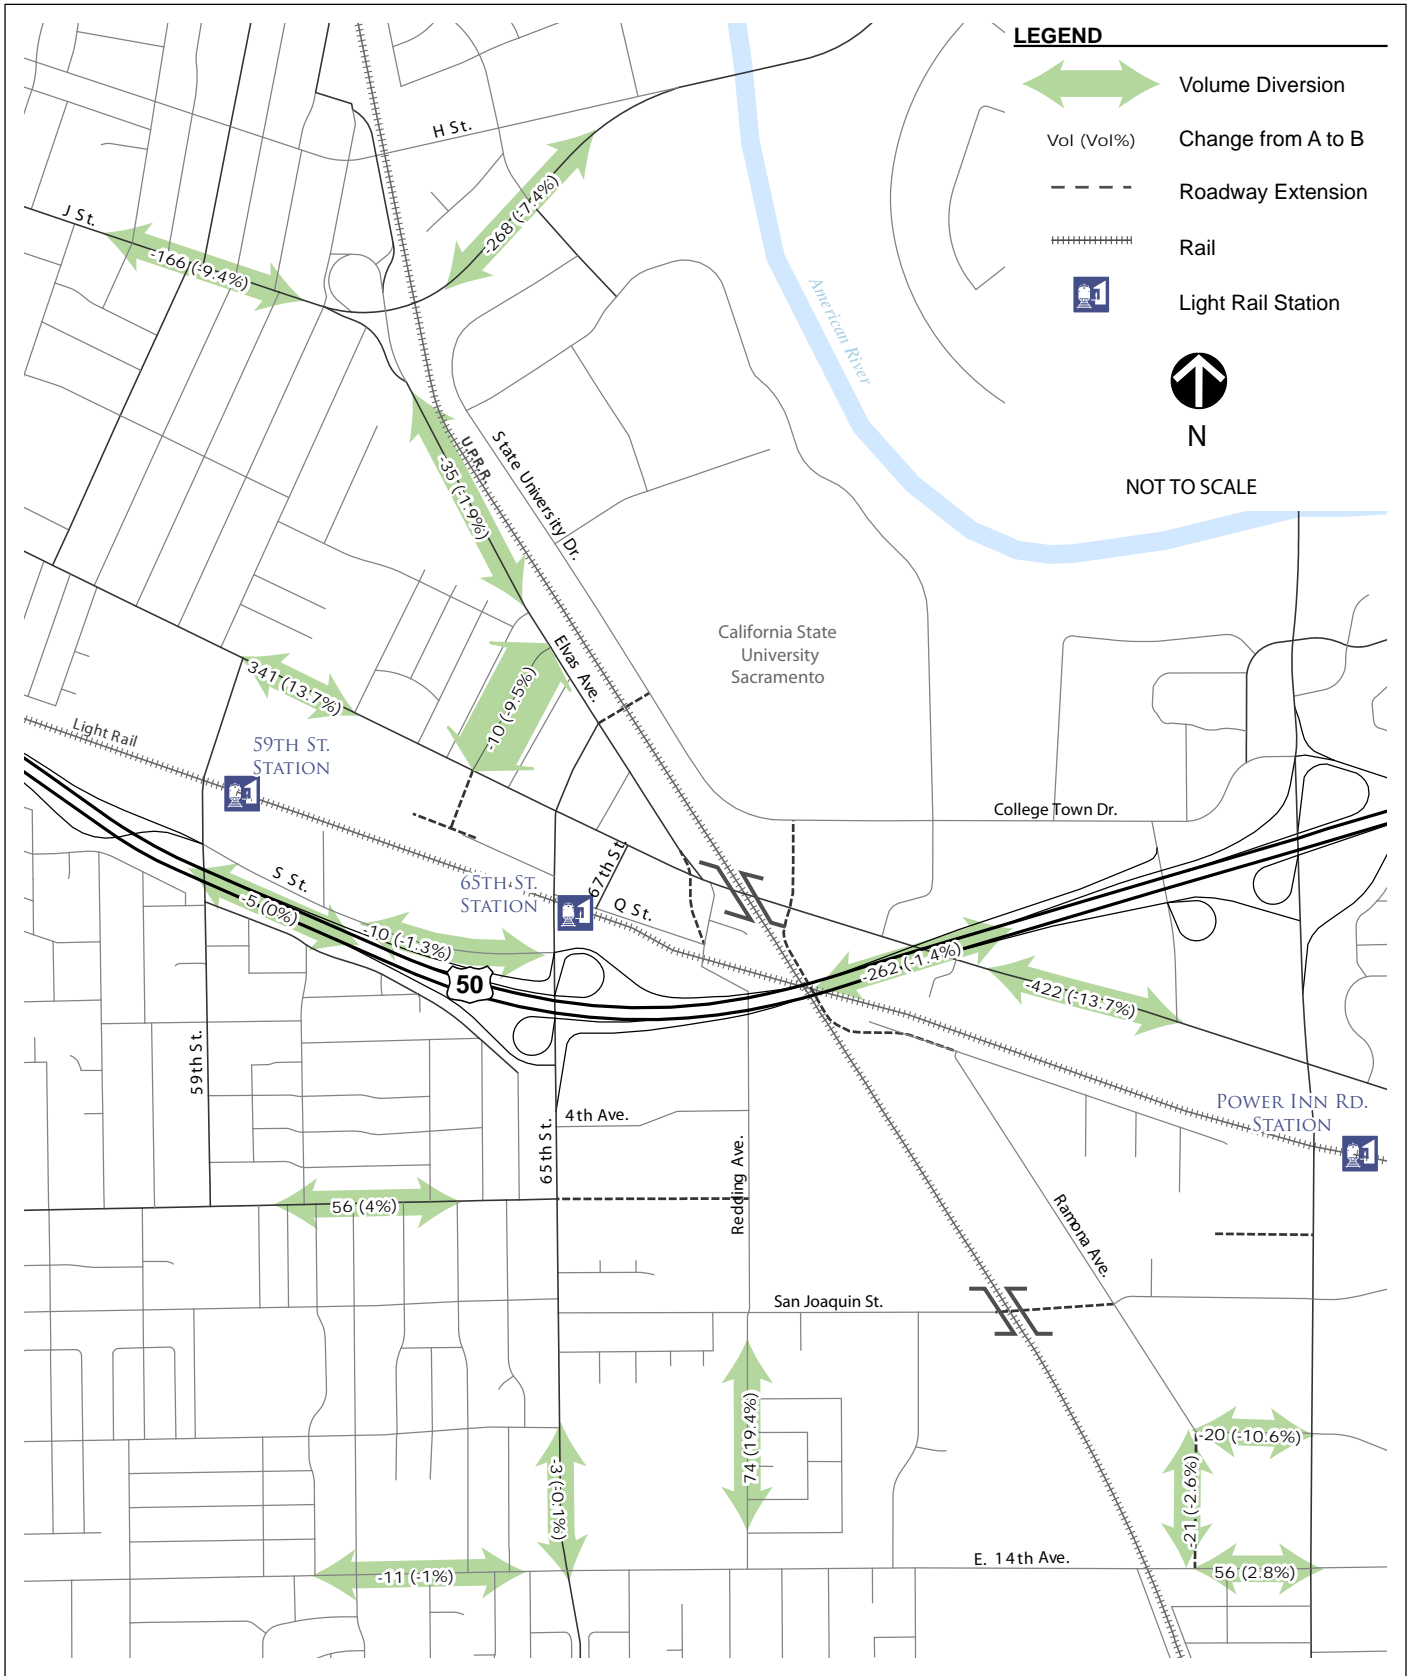 LEGEND
Volume Diversion
Vol (Vol%) Change from A to B
Roadway Extension
Rail
Light Rail Station
N
NOT TO SCALE
H St.
J St.
-166 (-9.4%)
-268 (-7.4%)
American River
U.P.R.R.
-35 (-1.9%)
State University Dr.
California State
University
Sacramento
Elvas Ave.
341 (13.7%)
-10 (-9.5%)
Light Rail
59TH ST.
STATION
College Town Dr.
S St.
67th St.
65TH ST.
STATION
Q St.
-5 (0%)
-10 (-1.3%)
50
-262 (-1.4%)
-422 (-13.7%)
59th St.
65th St.
4th Ave.
Redding Ave.
POWER INN RD.
STATION
56 (4%)
Ramona Ave.
San Joaquin St.
74 (19.4%)
-3 (-0.1%)
-20 (-10.6%)
-21 (-2.6%)
E. 14th Ave.
-11 (-1%)
56 (2.8%)